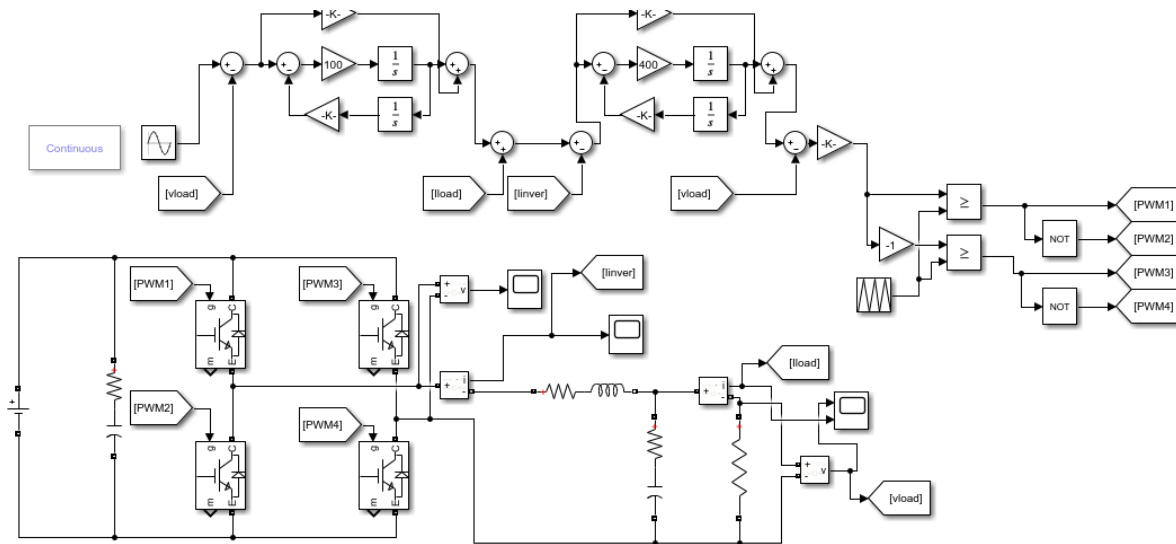 -K-
-K-
100
1
s
400
1
s
-K-
1
s
-K-
1
s
Continuous
-K-
[vload]
[Iload]
[Iinver]
[vload]
≥
[PWM1]
-1
NOT
[PWM2]
≥
[PWM3]
NOT
[PWM4]
[PWM1]
[PWM3]
[Iinver]
g
C
m
E
g
C
m
E
+
-
v
+
-
i
[PWM2]
[PWM4]
g
C
m
E
g
C
m
E
+
-
i
[Iload]
+
-
v
[vload]